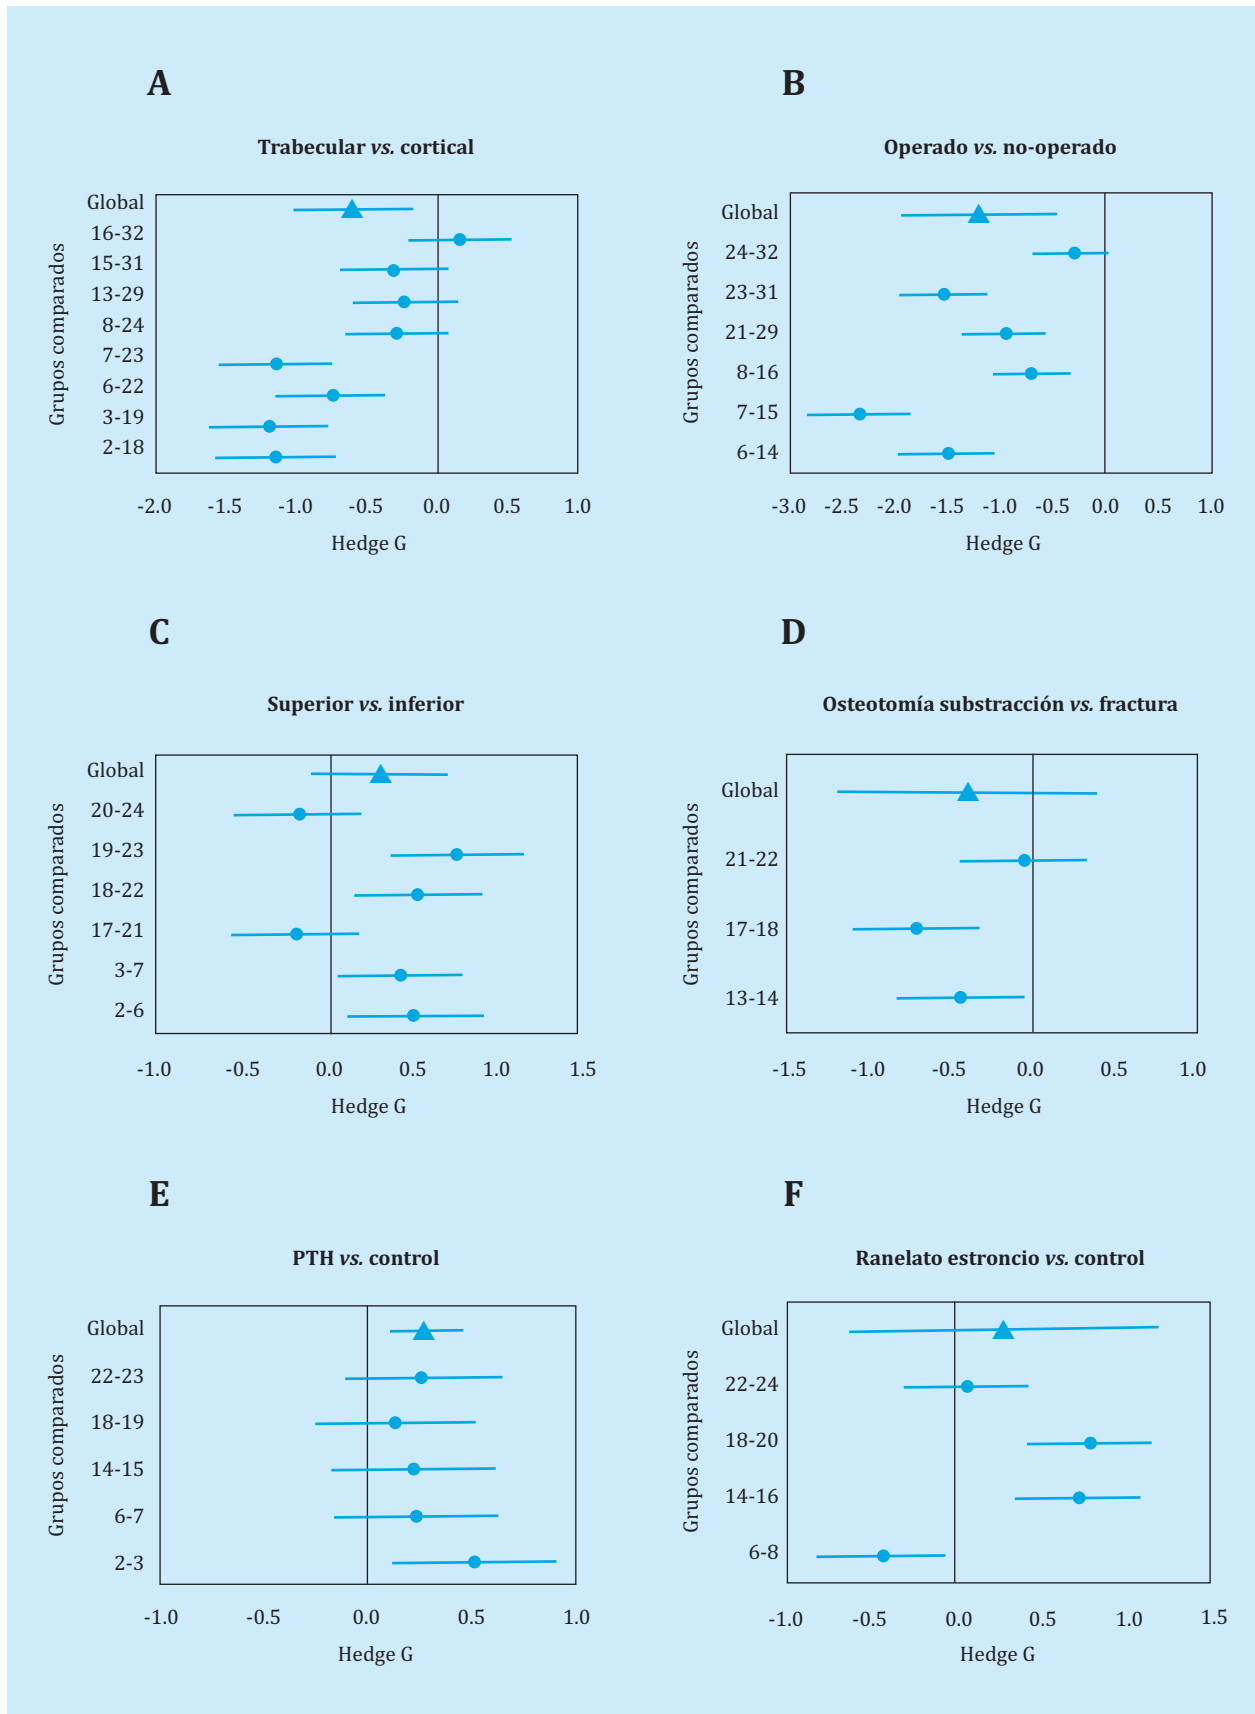 A
Trabecular vs. cortical
Grupos comparados
Global
16-32
15-31
13-29
8-24
7-23
6-22
3-19
2-18
-2.0 -1.5 -1.0 -0.5 0.0 0.5 1.0
Hedge G
B
Operado vs. no-operado
Grupos comparados
Global
24-32
23-31
21-29
8-16
7-15
6-14
-3.0 -2.5 -2.0 -1.5 -1.0 -0.5 0.0 0.5 1.0
Hedge G
C
Superior vs. inferior
Grupos comparados
Global
20-24
19-23
18-22
17-21
3-7
2-6
-1.0 -0.5 0.0 0.5 1.0 1.5
Hedge G
D
Osteotomía substracción vs. fractura
Grupos comparados
Global
21-22
17-18
13-14
-1.5 -1.0 -0.5 0.0 0.5 1.0
Hedge G
E
PTH vs. control
Grupos comparados
Global
22-23
18-19
14-15
6-7
2-3
-1.0 -0.5 0.0 0.5 1.0
Hedge G
F
Ranelato estroncio vs. control
Grupos comparados
Global
22-24
18-20
14-16
6-8
-1.0 -0.5 0.0 0.5 1.0 1.5
Hedge G